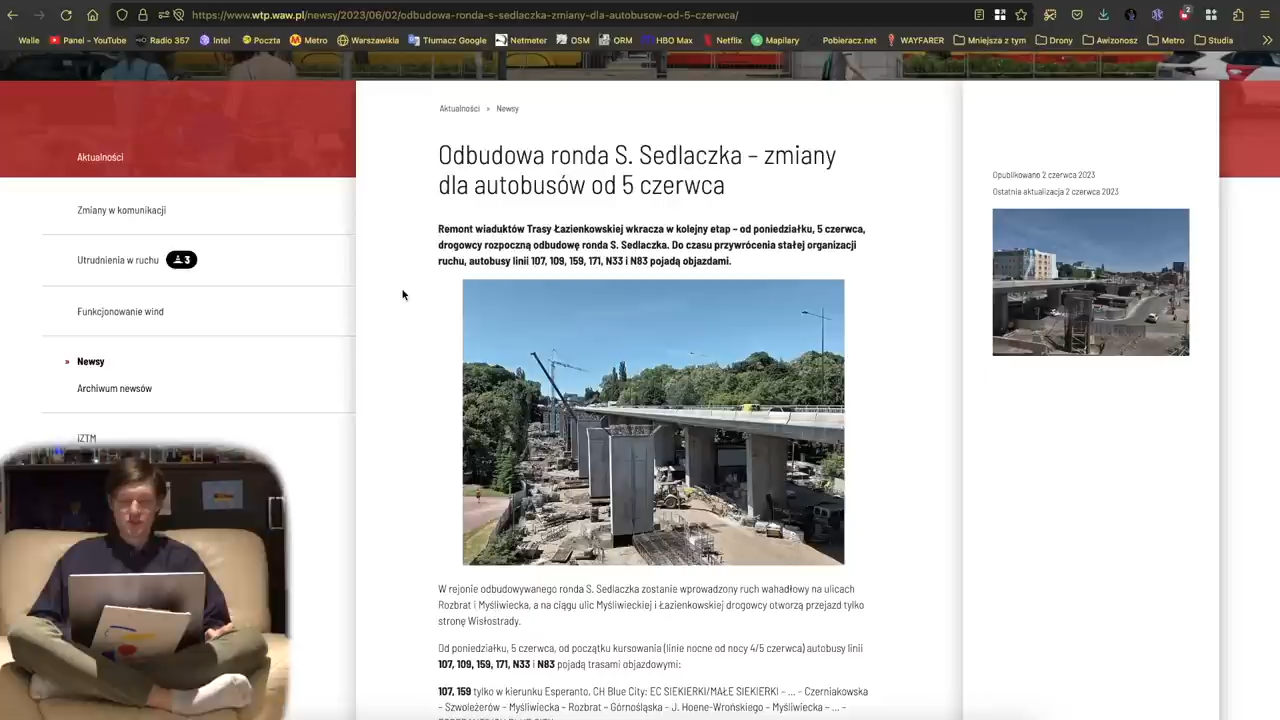 https://www.wtp.waw.pl/newsy/2023/06/02/odbudowa-ronda-s-sedlaczka-zmiany-dla-autobusow-od-5-czerwca/
2
Walle Panel - YouTube Radio 357 Intel Poczta Metro Warszawikia Tłumacz Google Netmeter OSM ORM HBO Max Netflix Mapilary Pobieracz.net WAYFARER Mniejsza z tym Drony Awizonosz Metro Studia
Aktualności » Newsy
Odbudowa ronda S. Sedlaczka – zmiany
dla autobusów od 5 czerwca
Aktualności
Opublikowano 2 czerwca 2023
Ostatnia aktualizacja 2 czerwca 2023
Zmiany w komunikacji
Utrudnienia w ruchu 3
Funkcjonowanie wind
» Newsy
Archiwum newsów
iZTM
Remont wiaduktów Trasy Łazienkowskiej wkracza w kolejny etap – od poniedziałku, 5 czerwca,
drogowcy rozpoczną odbudowę ronda S. Sedlaczka. Do czasu przywrócenia stałej organizacji
ruchu, autobusy linii 107, 109, 159, 171, N33 i N83 pojadą objazdami.
W rejonie odbudowywanego ronda S. Sedlaczka zostanie wprowadzony ruch wahadłowy na ulicach
Rozbrat i Myśliwiecka, a na ciągu ulic Myśliwieckiej i Łazienkowskiej drogowcy otworzą przejazd tylko
stronę Wisłostrady.
Od poniedziałku, 5 czerwca, od początku kursowania (linie nocne od nocy 4/5 czerwca) autobusy linii
107, 109, 159, 171, N33 i N83 pojadą trasami objazdowymi:
107, 159 tylko w kierunku Esperanto, CH Blue City: EC SIEKIERKI/MAŁE SIEKIERKI – ... – Czerniakowska
– Szwoleżerów – Myśliwiecka – Rozbrat – Górnośląska – J. Hoene-Wrońskiego – Myśliwiecka – ... –